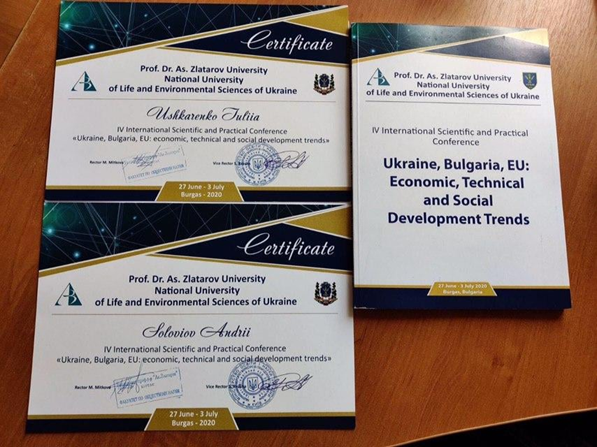 Certificate
Prof. Dr. As. Zlatarov University
National University
of Life and Environmental Sciences of Ukraine
Ushkarenko Iuliia
IV International Scientific and Practical Conference
«Ukraine, Bulgaria, EU: economic, technical and social development trends»
Rector M. Mitkova
Vice Rector
27 June - 3 July
Burgas - 2020
Certificate
Prof. Dr. As. Zlatarov University
National University
of Life and Environmental Sciences of Ukraine
Soloviov Andrii
IV International Scientific and Practical Conference
«Ukraine, Bulgaria, EU: economic, technical and social development trends»
Rector M. Mitkova
Vice Rector
27 June - 3 July
Burgas - 2020
Prof. Dr. As. Zlatarov University
National University
of Life and Environmental Sciences of Ukraine
IV International Scientific and Practical
Conference
Ukraine, Bulgaria, EU:
Economic, Technical
and Social
Development Trends
27 June - 3 July 2020
Burgas, Bulgaria